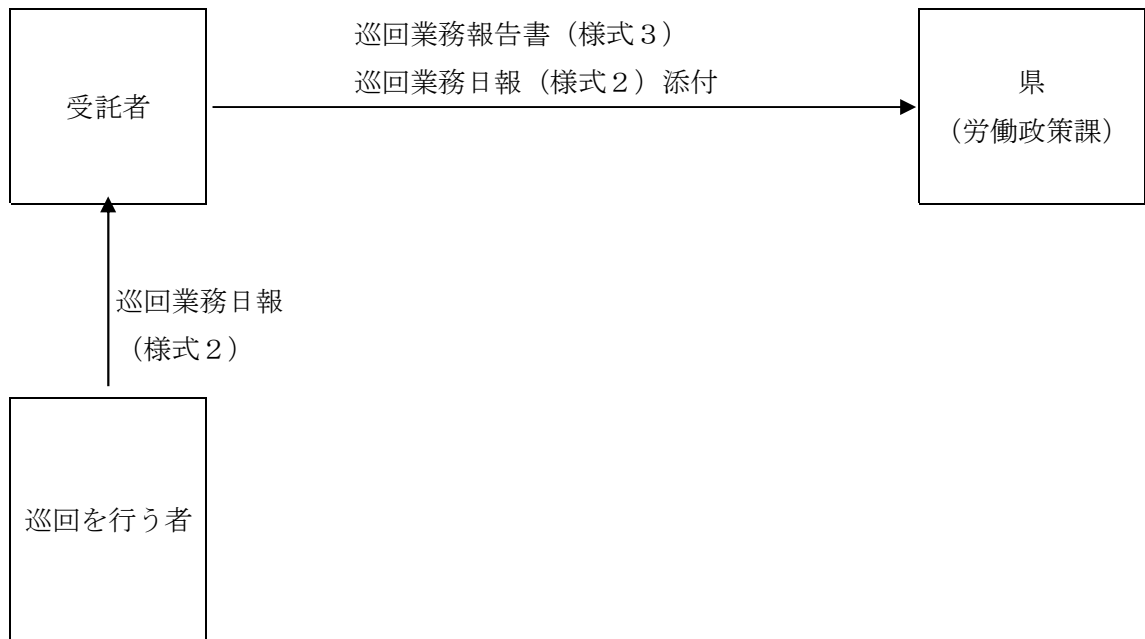 受託者
巡回業務報告書（様式３）
巡回業務日報（様式２）添付
県
（労働政策課）
巡回業務日報
（様式２）
巡回を行う者